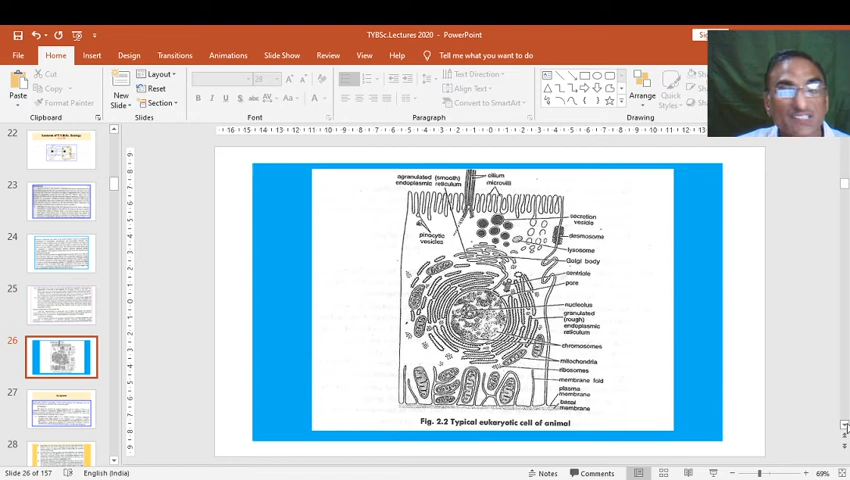 TYBSc.Lectures 2020 - PowerPoint
File Home Insert Design Transitions Animations Slide Show Review View Help Tell me what you want to do
Paste
Cut
Copy
Format Painter
Clipboard
New
Slide
Layout
Reset
Section
Slides
Font
Text Direction
Align Text
Convert to SmartArt
Paragraph
Arrange
Quick
Styles
Drawing
22
23
24
25
26
27
28
agranulated (smooth)
endoplasmic reticulum
cilium
microvilli
pinocytic
vesicles
secretion
vesicle
desmosome
lysosome
Golgi body
centriole
pore
nucleolus
granulated
(rough)
endoplasmic
reticulum
chromosomes
mitochondria
ribosomes
membrane fold
plasma
membrane
basal
membrane
Fig. 2.2 Typical eukaryotic cell of animal
Slide 26 of 157 English (India) Notes Comments 69%